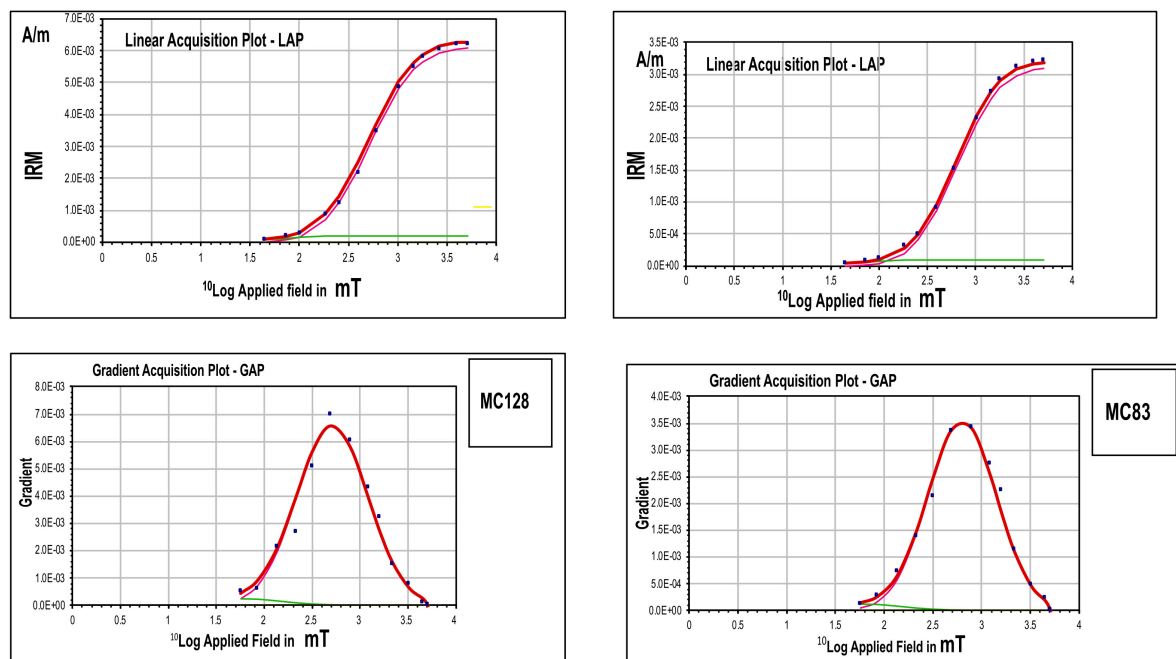 A/m
Linear Acquisition Plot - LAP
7.0E-03
6.0E-03
5.0E-03
4.0E-03
3.0E-03
2.0E-03
1.0E-03
0.0E+00
IRM
0 0.5 1 1.5 2 2.5 3 3.5 4
10Log Applied field in mT
A/m
Linear Acquisition Plot - LAP
3.5E-03
3.0E-03
2.5E-03
2.0E-03
1.5E-03
1.0E-03
5.0E-04
0.0E+00
IRM
0 0.5 1 1.5 2 2.5 3 3.5 4
10Log Applied field in mT
Gradient Acquisition Plot - GAP
MC128
8.0E-03
7.0E-03
6.0E-03
5.0E-03
4.0E-03
3.0E-03
2.0E-03
1.0E-03
0.0E+00
Gradient
0 0.5 1 1.5 2 2.5 3 3.5 4
10Log Applied Field in mT
Gradient Acquisition Plot - GAP
MC83
4.0E-03
3.5E-03
3.0E-03
2.5E-03
2.0E-03
1.5E-03
1.0E-03
5.0E-04
0.0E+00
Gradient
0 0.5 1 1.5 2 2.5 3 3.5 4
10Log Applied Field in mT